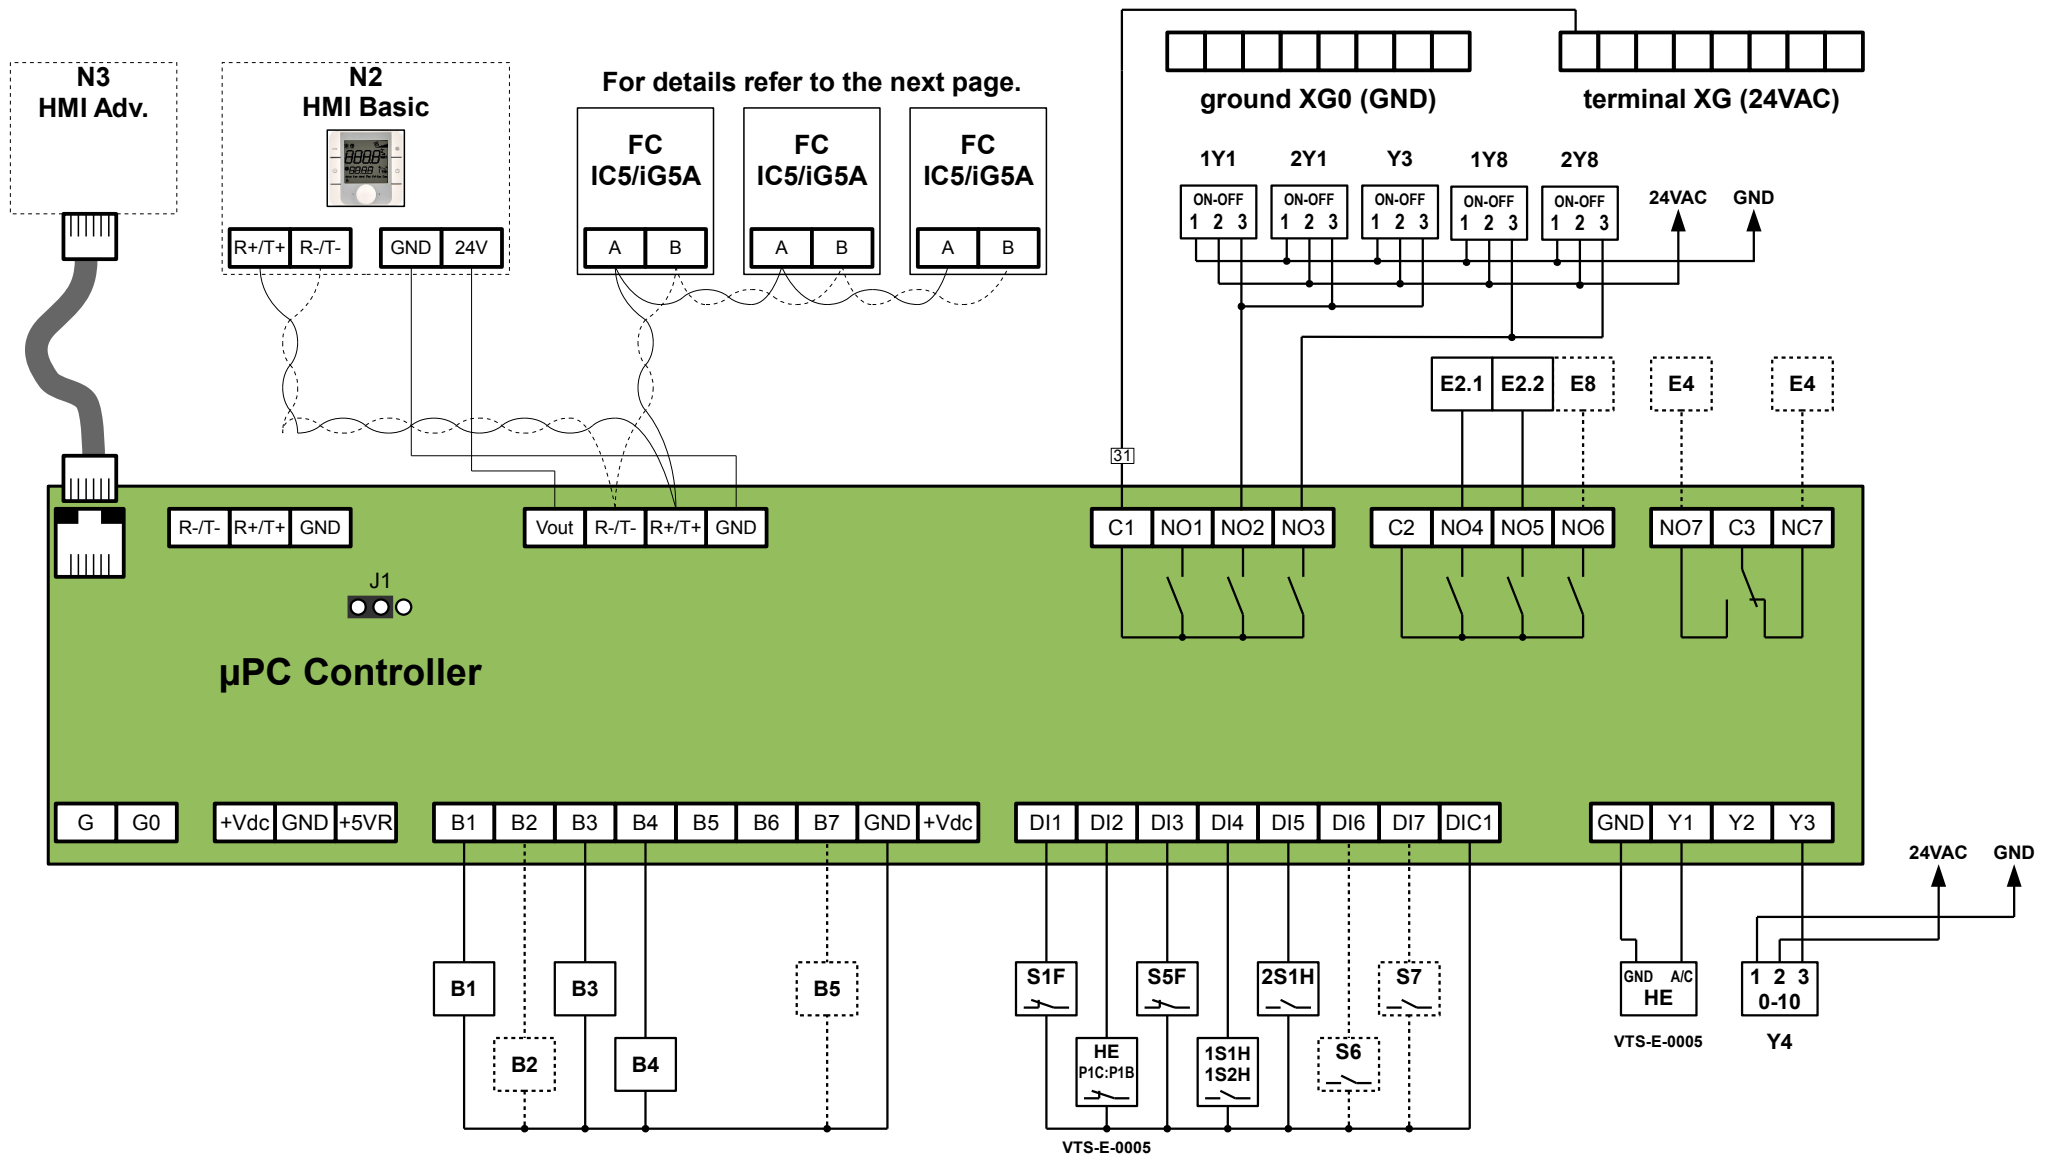 N3
HMI Adv.
N2
HMI Basic
R+/T+ R-/T- GND 24V
For details refer to the next page.
FC
IC5/iG5A
A B
FC
IC5/iG5A
A B
FC
IC5/iG5A
A B
ground XG0 (GND)
terminal XG (24VAC)
1Y1 2Y1 Y3 1Y8 2Y8
ON-OFF ON-OFF ON-OFF ON-OFF ON-OFF
1 2 3 1 2 3 1 2 3 1 2 3 1 2 3
24VAC GND
E2.1 E2.2 E8 E4 E4
31
R-/T- R+/T+ GND
Vout R-/T- R+/T+ GND
C1 NO1 NO2 NO3
C2 NO4 NO5 NO6
NO7 C3 NC7
J1
µPC Controller
G G0
+Vdc GND +5VR
B1 B2 B3 B4 B5 B6 B7 GND +Vdc
DI1 DI2 DI3 DI4 DI5 DI6 DI7 DIC1
GND Y1 Y2 Y3
24VAC GND
B1 B3 B5
B2 B4
S1F S5F 2S1H S7
HE
P1C:P1B
1S1H
1S2H
S6
VTS-E-0005
GND A/C
HE
VTS-E-0005
1 2 3
0-10
Y4